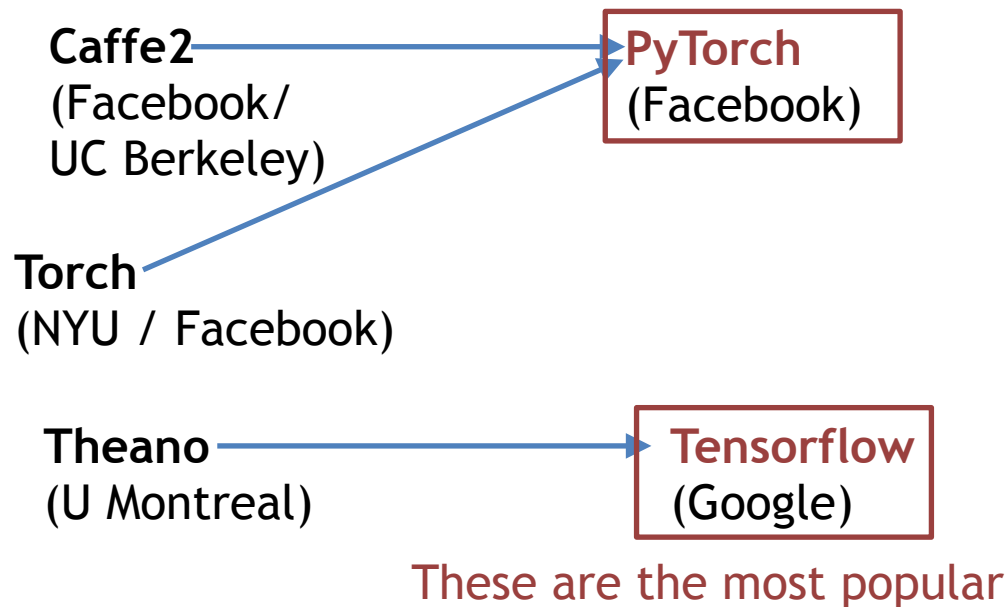 Caffe2
(Facebook/
UC Berkeley)
PyTorch
(Facebook)
Torch
(NYU / Facebook)
Theano
(U Montreal)
Tensorflow
(Google)
These are the most popular